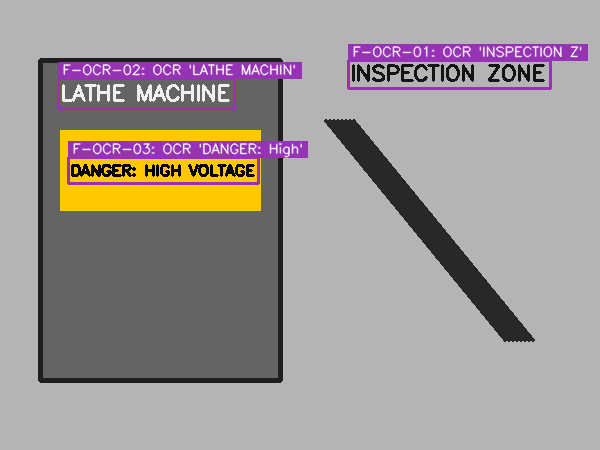 F-OCR-01: OCR 'INSPECTION Z'
INSPECTION ZONE
F-OCR-02: OCR 'LATHE MACHIN'
LATHE MACHINE
F-OCR-03: OCR 'DANGER: High'
DANGER: HIGH VOLTAGE